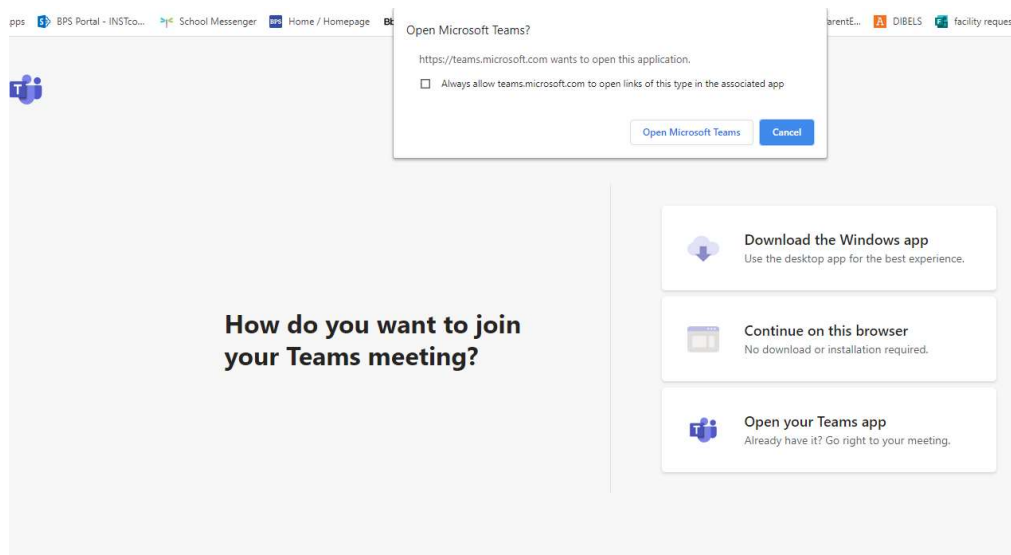 pps BPS Portal - INSTco... School Messenger BPS Home / Homepage Bb arentE... A DIBELS facility reques
Open Microsoft Teams?
https://teams.microsoft.com wants to open this application.
Always allow teams.microsoft.com to open links of this type in the associated app
Open Microsoft Teams Cancel
How do you want to join
your Teams meeting?
Download the Windows app
Use the desktop app for the best experience.
Continue on this browser
No download or installation required.
Open your Teams app
Already have it? Go right to your meeting.